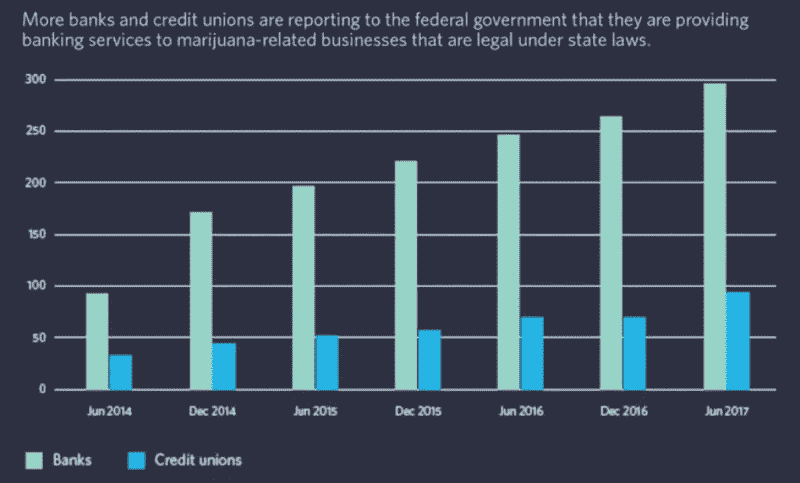 More banks and credit unions are reporting to the federal government that they are providing
banking services to marijuana-related businesses that are legal under state laws.
300
250
200
150
100
50
0
Jun 2014 Dec 2014 Jun 2015 Dec 2015 Jun 2016 Dec 2016 Jun 2017
Banks Credit unions